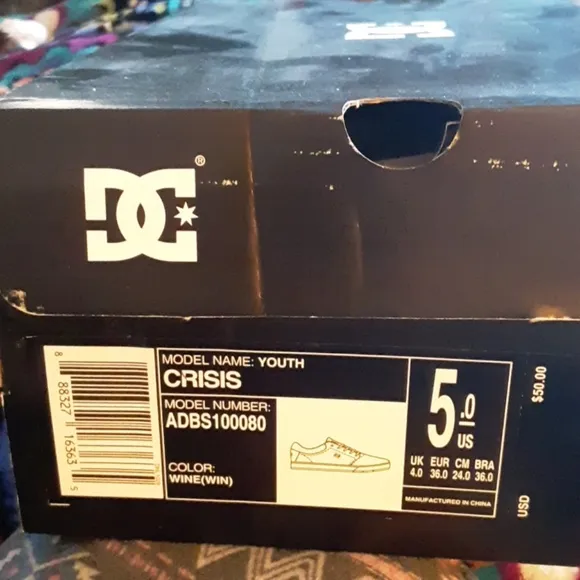 DC®
MODEL NAME: YOUTH
CRISIS
MODEL NUMBER:
ADBS100080
COLOR:
WINE(WIN)
5.0
US
UK EUR CM BRA
4.0 36.0 24.0 36.0
MANUFACTURED IN CHINA
$50.00
USD
8 88327 16363 5